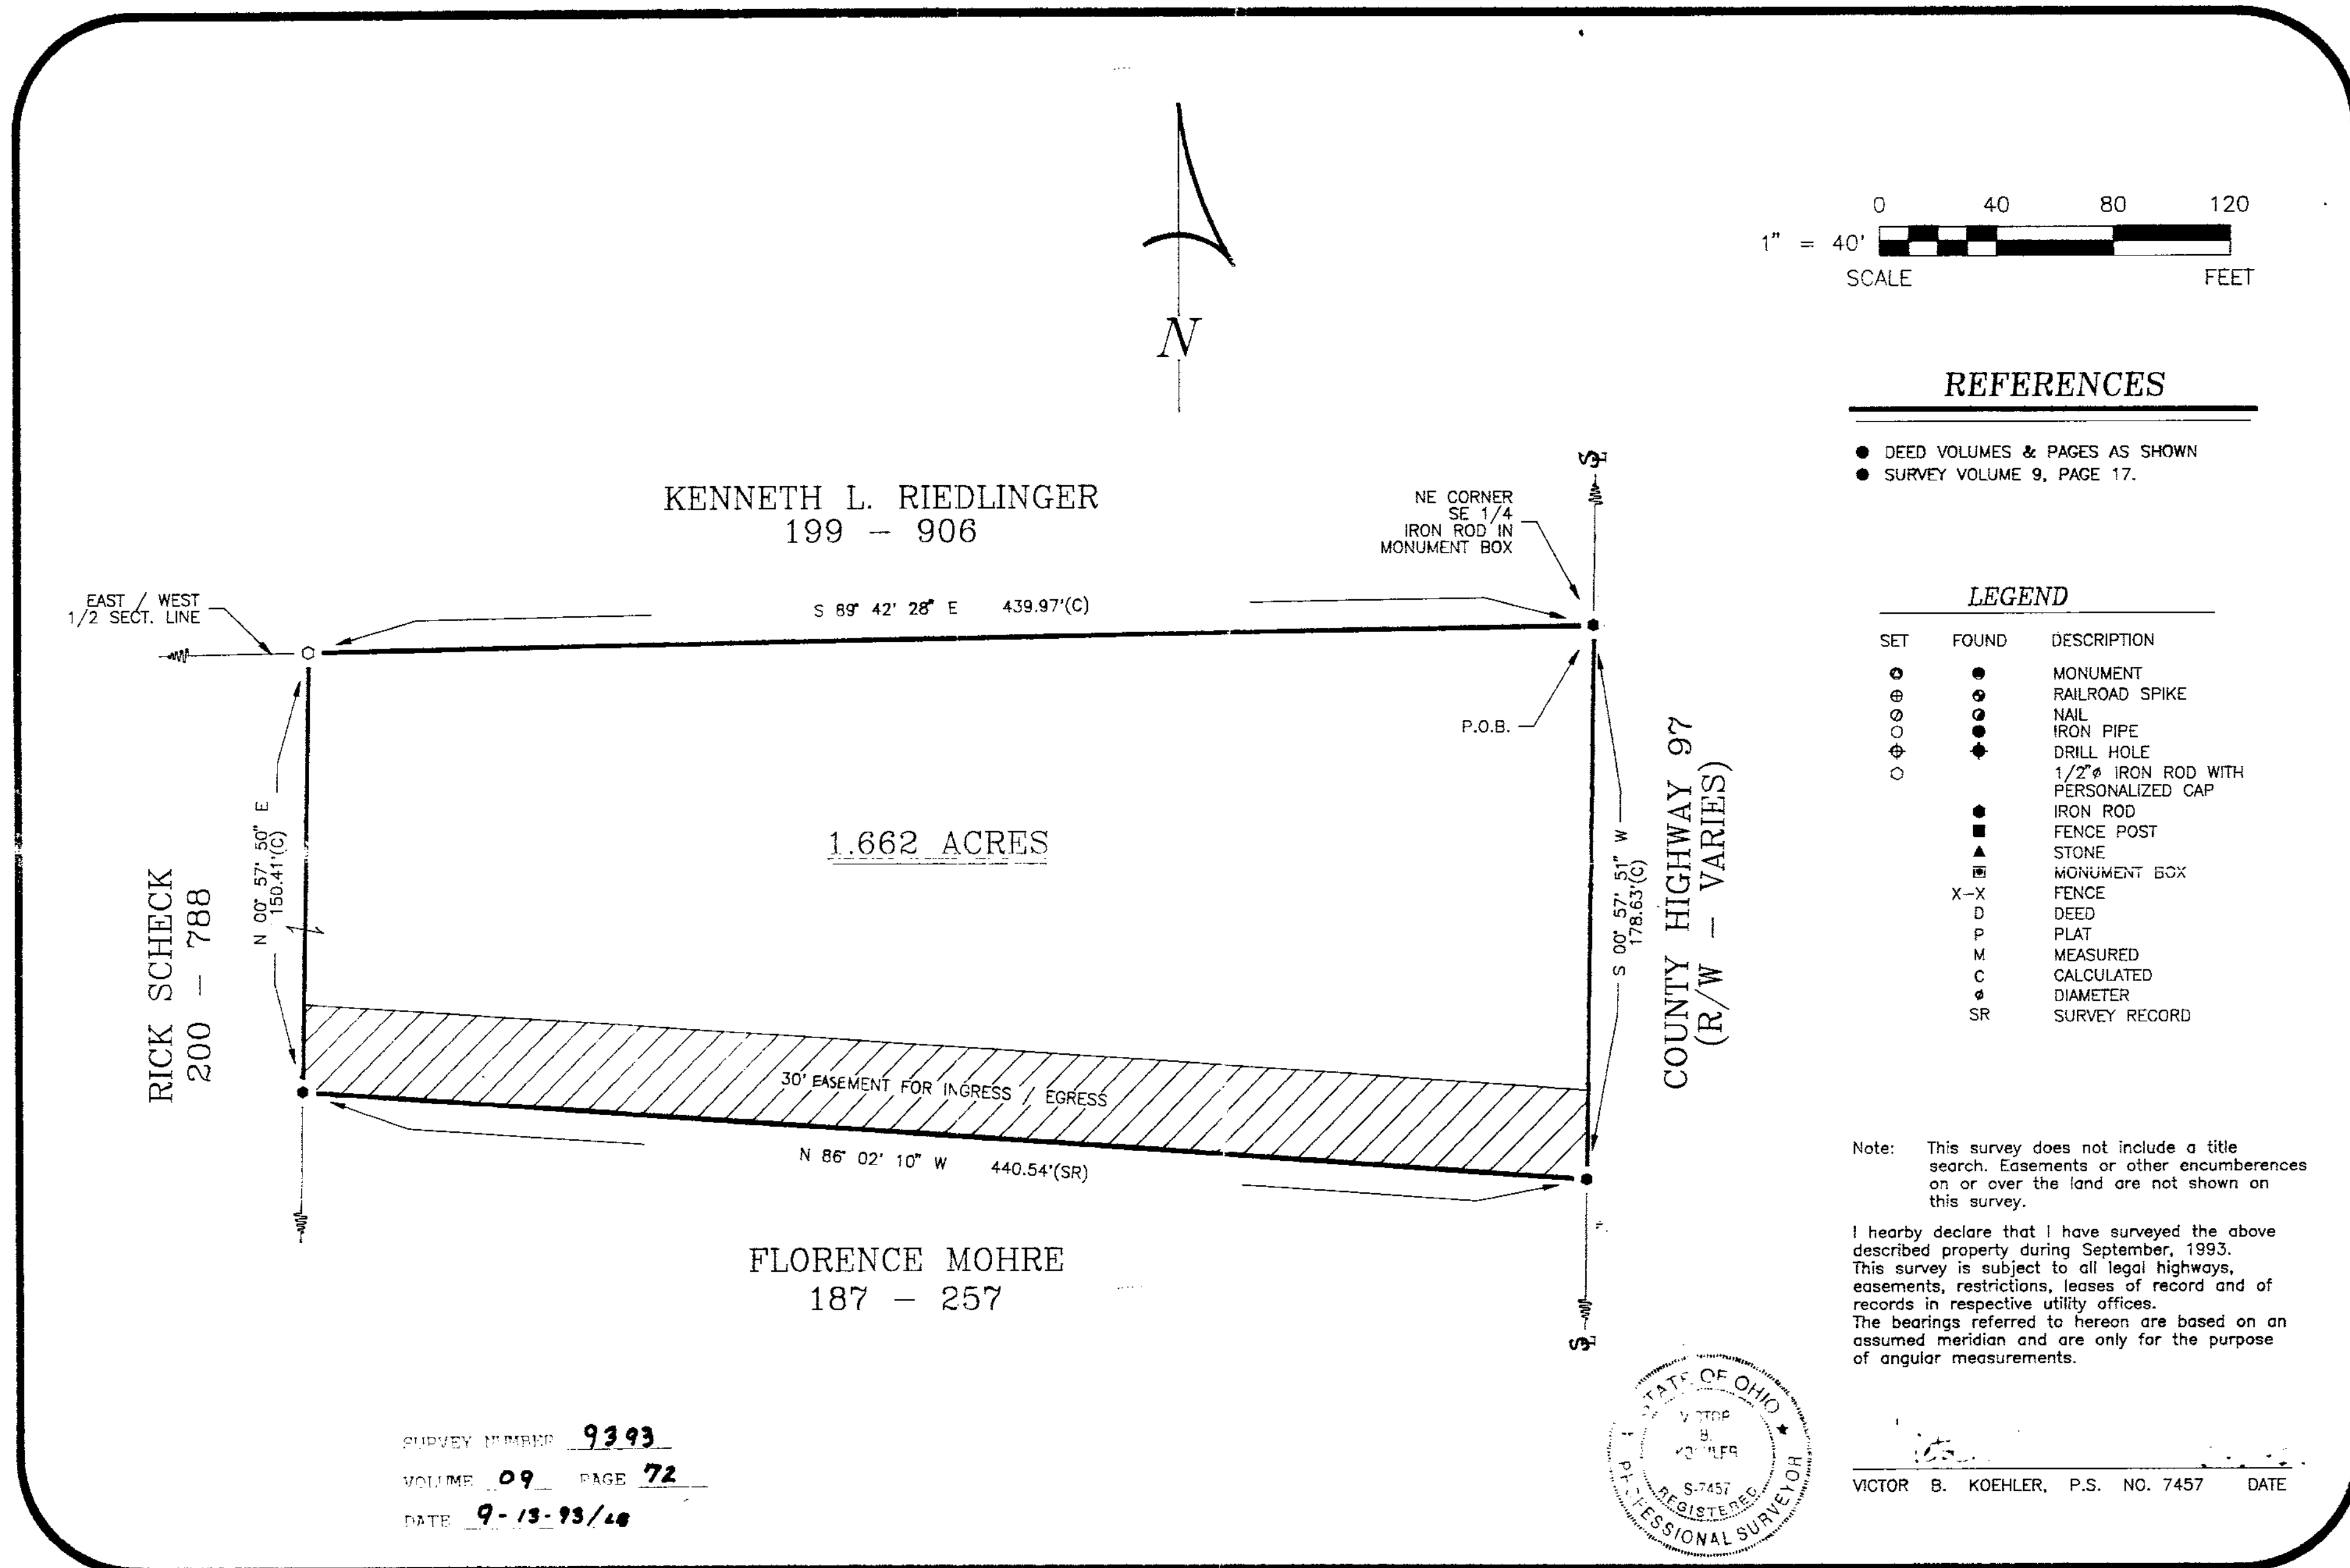 N
0 40 80 120
1" = 40'
SCALE FEET
REFERENCES
● DEED VOLUMES & PAGES AS SHOWN
● SURVEY VOLUME 9, PAGE 17.
KENNETH L. RIEDLINGER
199 – 906
NE CORNER
SE 1/4
IRON ROD IN
MONUMENT BOX
EAST / WEST
1/2 SECT. LINE
S 89° 42' 28" E 439.97'(C)
P.O.B.
N 00° 57' 50" E
150.41'(C)
1.662 ACRES
S 00° 57' 51" W
178.63'(C)
COUNTY HIGHWAY 97
(R/W – VARIES)
RICK SCHECK
200 – 788
30' EASEMENT FOR INGRESS / EGRESS
N 86° 02' 10" W 440.54'(SR)
FLORENCE MOHRE
187 – 257
LEGEND
SET FOUND DESCRIPTION
MONUMENT
RAILROAD SPIKE
NAIL
IRON PIPE
DRILL HOLE
1/2"ø IRON ROD WITH
PERSONALIZED CAP
IRON ROD
FENCE POST
STONE
MONUMENT BOX
X–X FENCE
D DEED
P PLAT
M MEASURED
C CALCULATED
ø DIAMETER
SR SURVEY RECORD
Note: This survey does not include a title
search. Easements or other encumberences
on or over the land are not shown on
this survey.
I hearby declare that I have surveyed the above
described property during September, 1993.
This survey is subject to all legal highways,
easements, restrictions, leases of record and of
records in respective utility offices.
The bearings referred to hereon are based on an
assumed meridian and are only for the purpose
of angular measurements.
STATE OF OHIO
VICTOR
B.
KOEHLER
S-7457
REGISTERED
PROFESSIONAL SURVEYOR
VICTOR B. KOEHLER, P.S. NO. 7457 DATE
SURVEY NUMBER 9393
VOLUME 09 PAGE 72
DATE 9-13-93/